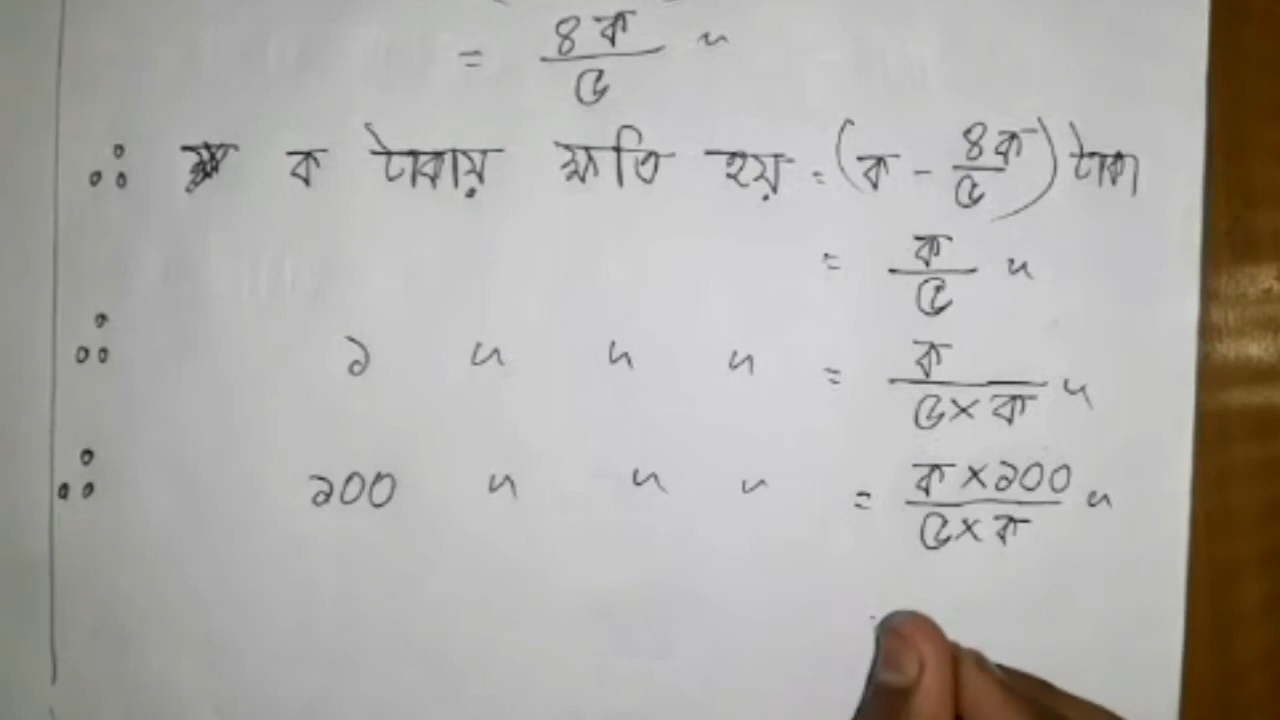 = ৪ক/৫ "
∴ ক টাকায় ক্ষতি হয় = (ক - ৪ক/৫) টাকা
= ক/৫ "
∴ ১ " " " = ক/৫×ক "
∴ ১০০ " " " = ক×১০০/৫×ক "